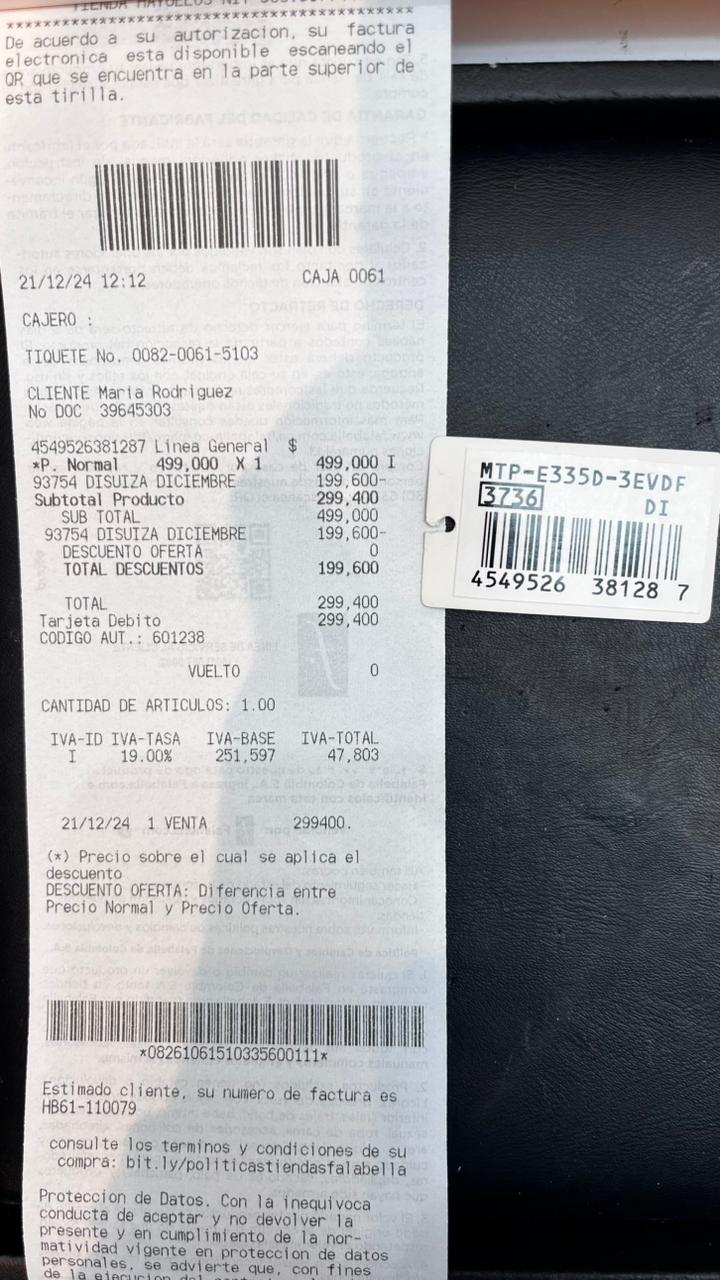 TIENDA MAYOLES NIT
****************************************
De acuerdo a su autorizacion, su factura
electronica esta disponible escaneando el
QR que se encuentra en la parte superior de
esta tirilla.
21/12/24 12:12 CAJA 0061
CAJERO :
TIQUETE No. 0082-0061-5103
CLIENTE Maria Rodriguez
No DOC 39645303
4549526381287 Linea General $
*P. Normal 499,000 X 1 499,000 I
93754 DISUIZA DICIEMBRE 199,600-
Subtotal Producto 299,400
SUB TOTAL 499,000
93754 DISUIZA DICIEMBRE 199,600-
DESCUENTO OFERTA 0
TOTAL DESCUENTOS 199,600
TOTAL 299,400
Tarjeta Debito 299,400
CODIGO AUT.: 601238
VUELTO 0
CANTIDAD DE ARTICULOS: 1.00
IVA-ID IVA-TASA IVA-BASE IVA-TOTAL
I 19.00% 251,597 47,803
21/12/24 1 VENTA 299400.
(*) Precio sobre el cual se aplica el
descuento
DESCUENTO OFERTA: Diferencia entre
Precio Normal y Precio Oferta.
*08261061510335600111*
Estimado cliente, su numero de factura es
HB61-110079
consulte los terminos y condiciones de su
compra: bit.ly/politicastiendasfalabella
Proteccion de Datos. Con la inequivoca
conducta de aceptar y no devolver la
presente y en cumplimiento de la nor-
matividad vigente en proteccion de datos
personales, se advierte que, con fines
de la ejecucion del
MTP-E335D-3EVDF
3736 DI
4549526 38128 7